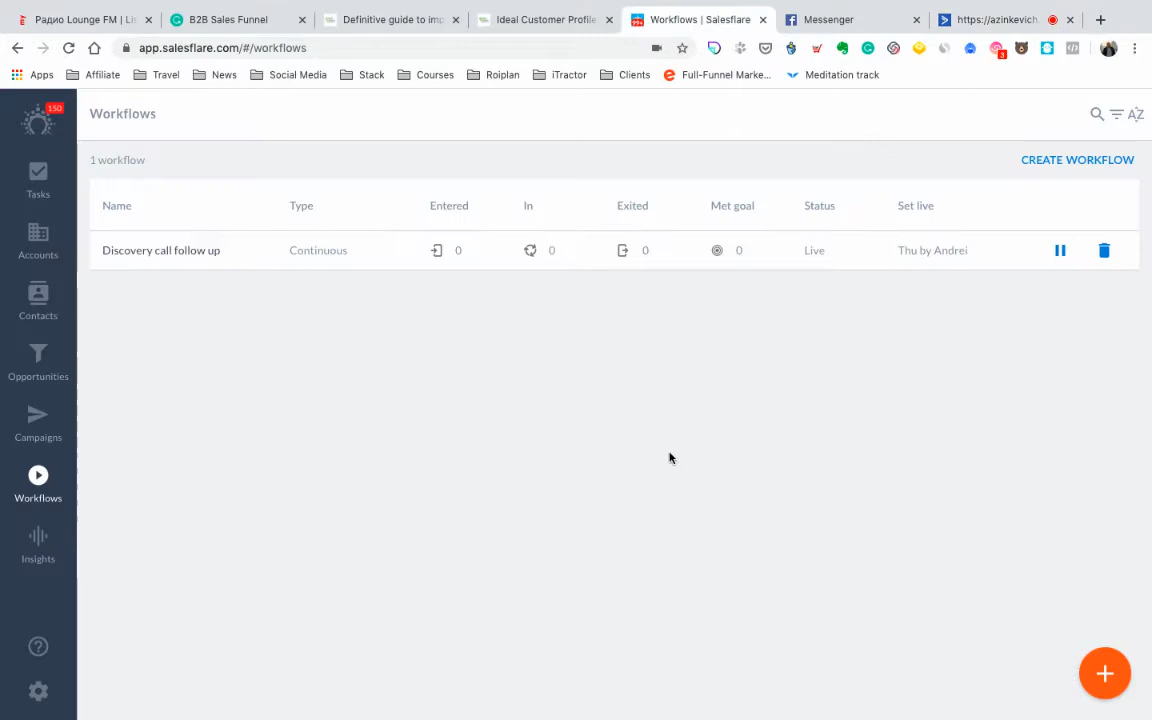 Радио Lounge FM | Lis
B2B Sales Funnel
Definitive guide to imp
Ideal Customer Profile
Workflows | Salesflare
Messenger
https://azinkevich.
app.salesflare.com/#/workflows
Apps
Affiliate
Travel
News
Social Media
Stack
Courses
Roiplan
iTractor
Clients
Full-Funnel Marke...
Meditation track
150
Workflows
1 workflow
CREATE WORKFLOW
Name Type Entered In Exited Met goal Status Set live
Discovery call follow up Continuous 0 0 0 0 Live Thu by Andrei
Tasks
Accounts
Contacts
Opportunities
Campaigns
Workflows
Insights